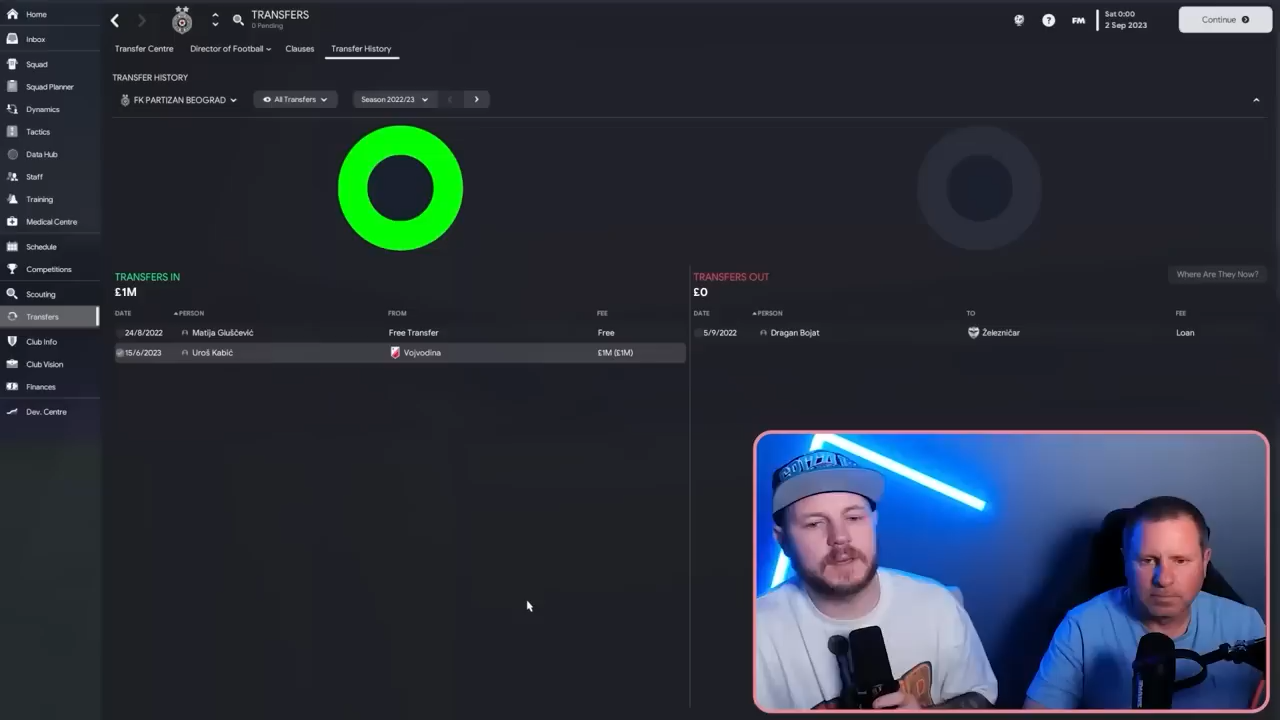 Home
Inbox
Squad
Squad Planner
Dynamics
Tactics
Data Hub
Staff
Training
Medical Centre
Schedule
Competitions
Scouting
Transfers
Club Info
Club Vision
Finances
Dev. Centre
TRANSFERS
0 Pending
FM
Sat 0:00
2 Sep 2023
Continue
Transfer Centre
Director of Football
Clauses
Transfer History
TRANSFER HISTORY
FK PARTIZAN BEOGRAD
All Transfers
Season 2022/23
TRANSFERS IN
£1M
DATE PERSON FROM FEE
24/8/2022 Matija Gluščević Free Transfer Free
15/6/2023 Uroš Kabić Vojvodina £1M (£1M)
TRANSFERS OUT
£0
Where Are They Now?
DATE PERSON TO FEE
5/9/2022 Dragan Bojat Železničar Loan